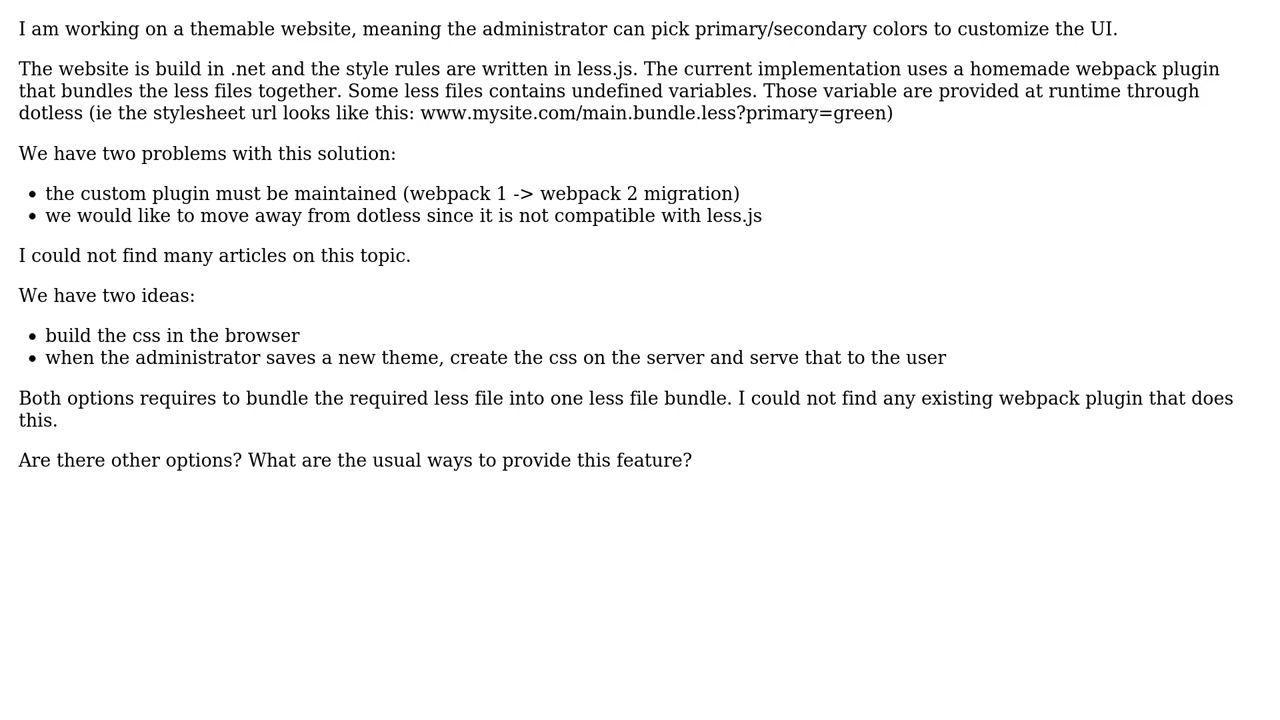 I am working on a themable website, meaning the administrator can pick primary/secondary colors to customize the UI.
The website is build in .net and the style rules are written in less.js. The current implementation uses a homemade webpack plugin
that bundles the less files together. Some less files contains undefined variables. Those variable are provided at runtime through
dotless (ie the stylesheet url looks like this: www.mysite.com/main.bundle.less?primary=green)
We have two problems with this solution:
• the custom plugin must be maintained (webpack 1 -> webpack 2 migration)
• we would like to move away from dotless since it is not compatible with less.js
I could not find many articles on this topic.
We have two ideas:
• build the css in the browser
• when the administrator saves a new theme, create the css on the server and serve that to the user
Both options requires to bundle the required less file into one less file bundle. I could not find any existing webpack plugin that does
this.
Are there other options? What are the usual ways to provide this feature?